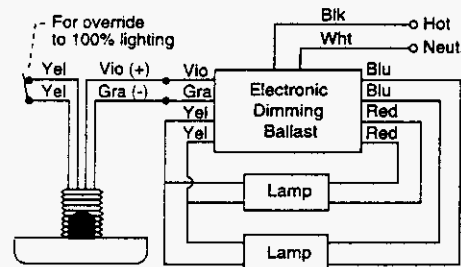 For override
to 100% lighting
Blk
Hot
Wht
Neut
Yel
Vio (+)
Vio
Blu
Yel
Gra (-)
Gra
Blu
Yel
Red
Yel
Red
Electronic
Dimming
Ballast
Lamp
Lamp